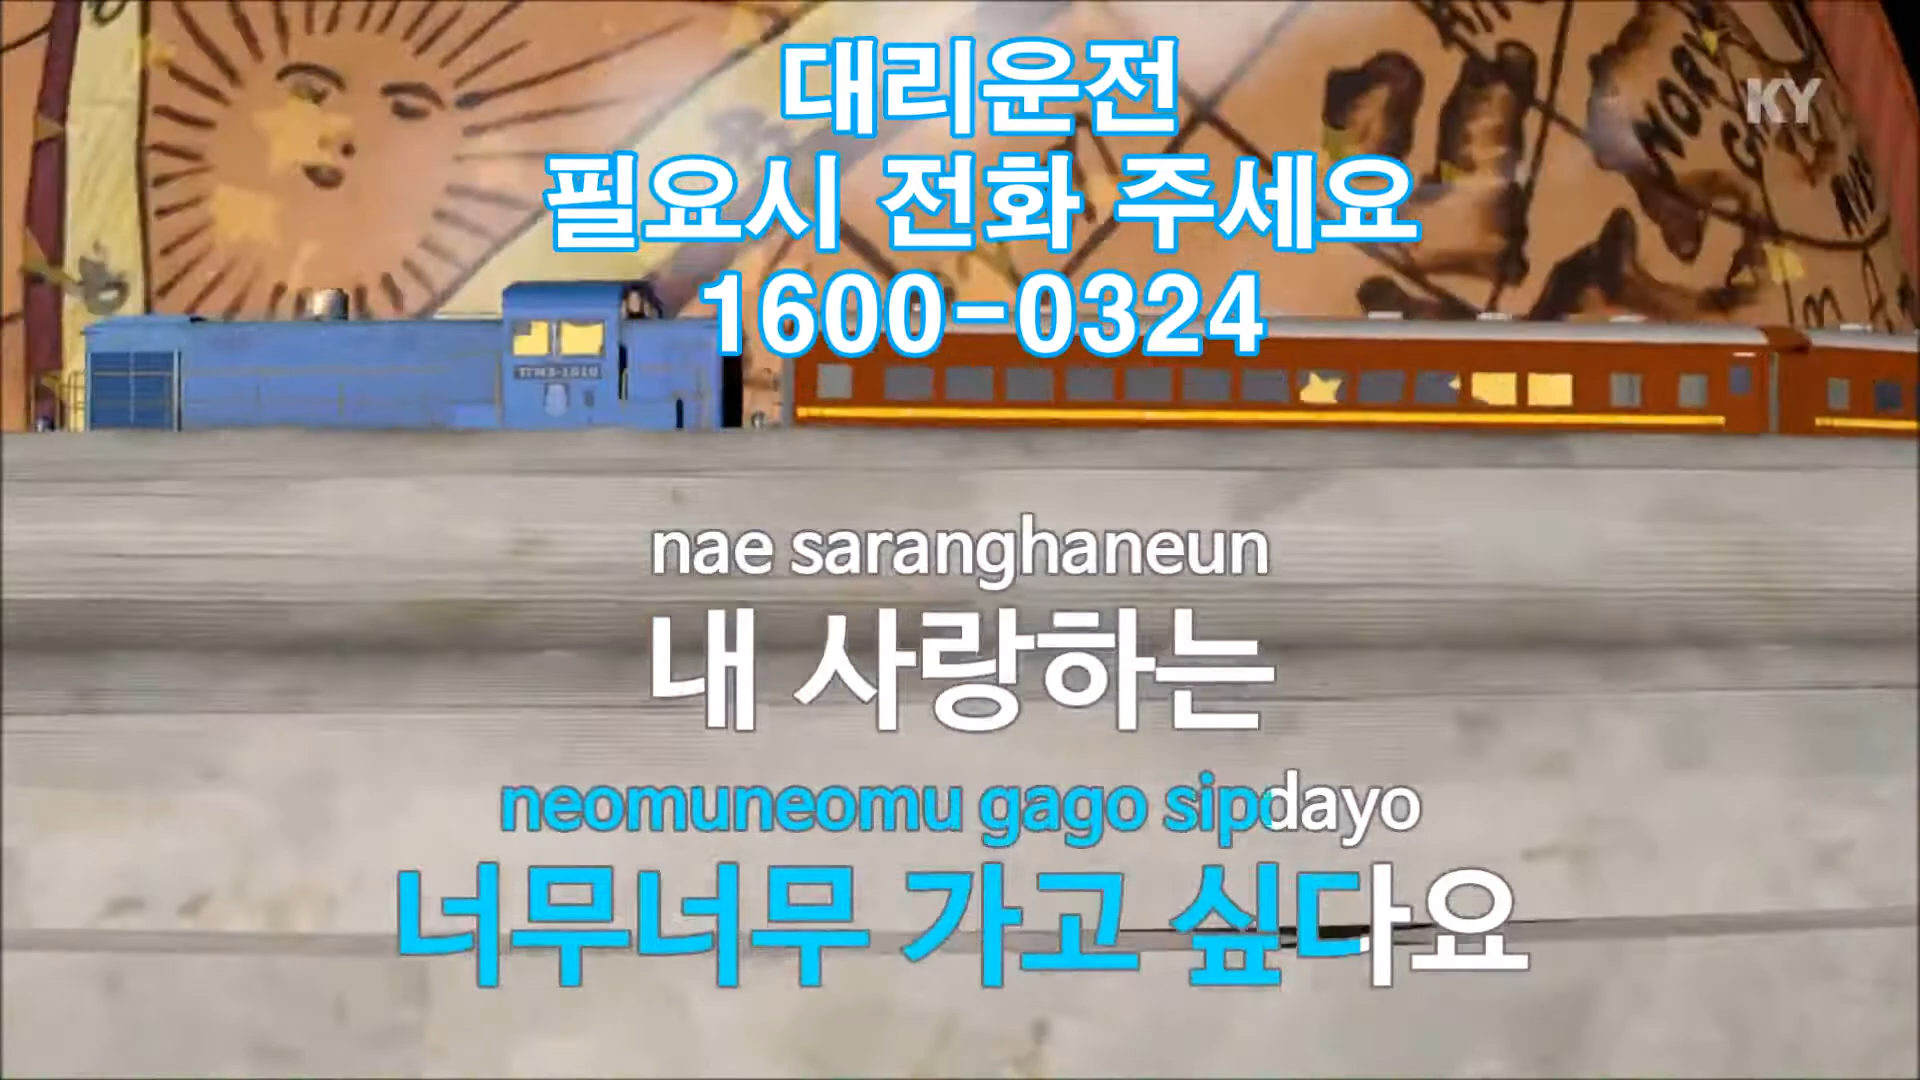 대리운전
KY
필요시 전화 주세요
1600-0324
nae saranghaneun
내 사랑하는
neomuneomu gago sipdayo
너무너무 가고 싶다요